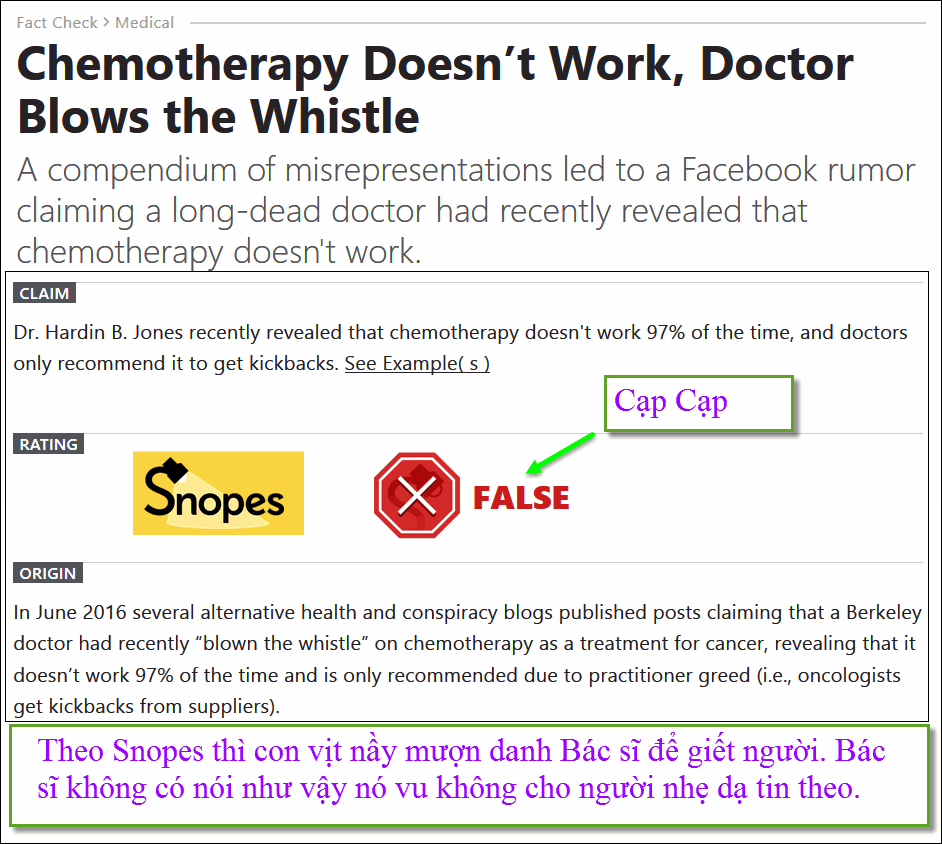 Fact Check > Medical
Chemotherapy Doesn’t Work, Doctor
Blows the Whistle
A compendium of misrepresentations led to a Facebook rumor
claiming a long-dead doctor had recently revealed that
chemotherapy doesn't work.
CLAIM
Dr. Hardin B. Jones recently revealed that chemotherapy doesn't work 97% of the time, and doctors
only recommend it to get kickbacks. See Example( s )
Cạp Cạp
RATING
Snopes
FALSE
ORIGIN
In June 2016 several alternative health and conspiracy blogs published posts claiming that a Berkeley
doctor had recently “blown the whistle” on chemotherapy as a treatment for cancer, revealing that it
doesn’t work 97% of the time and is only recommended due to practitioner greed (i.e., oncologists
get kickbacks from suppliers).
Theo Snopes thì con vịt nầy mượn danh Bác sĩ để giết người. Bác
sĩ không có nói như vậy nó vu không cho người nhẹ dạ tin theo.